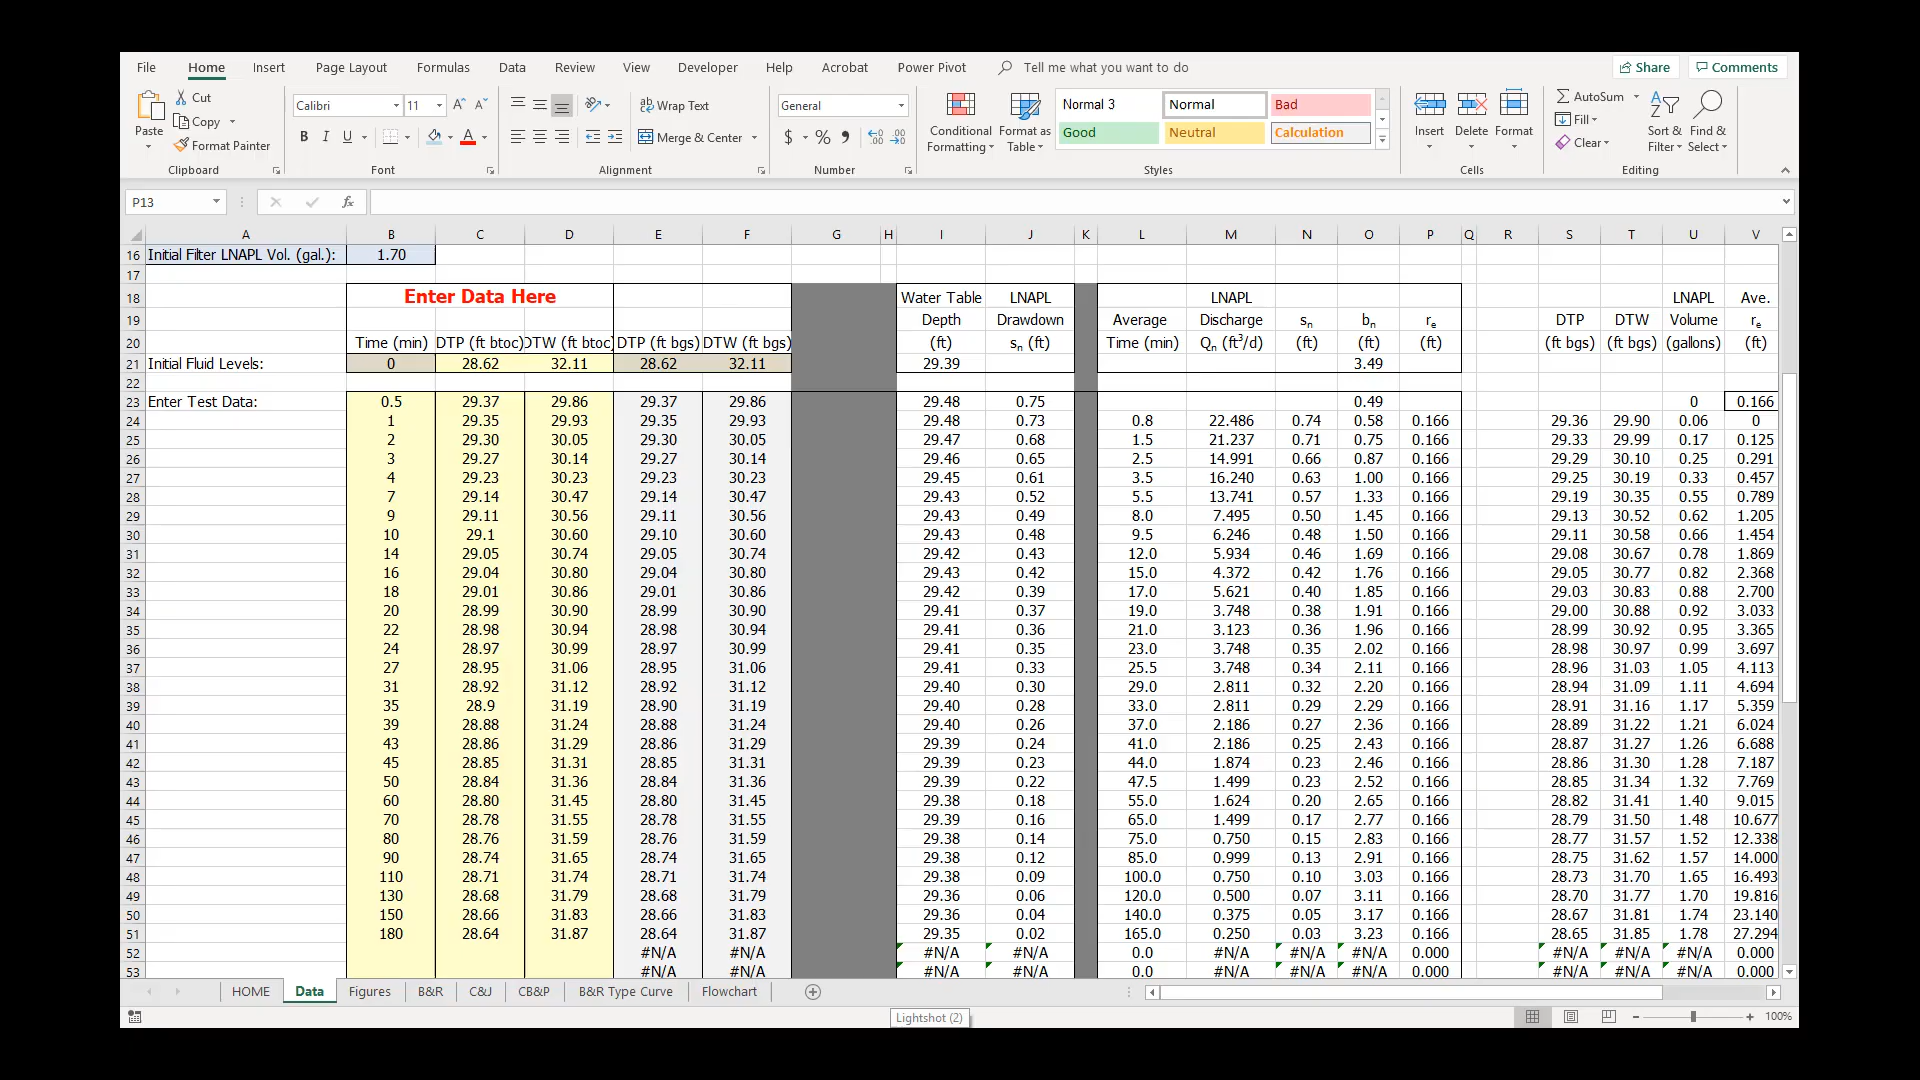 File Home Insert Page Layout Formulas Data Review View Developer Help Acrobat Power Pivot Tell me what you want to do Share Comments
Paste Cut Copy Format Painter
Calibri 11 A A B I U A
Wrap Text Merge & Center
General $ % 9
Conditional Formatting Format as Table
Normal 3 Normal Bad
Good Neutral Calculation
Insert Delete Format
AutoSum Fill Clear Sort & Filter Find & Select
Clipboard Font Alignment Number Styles Cells Editing
P13 fx
A B C D E F G H I J K L M N O P Q R S T U V
16 Initial Filter LNAPL Vol. (gal.): 1.70
17
18 Enter Data Here Water Table LNAPL LNAPL LNAPL Ave.
19 Depth Drawdown Average Discharge sn bn re DTP DTW Volume re
20 Time (min) DTP (ft btoc) DTW (ft btoc) DTP (ft bgs) DTW (ft bgs) (ft) sn (ft) Time (min) Qn (ft3/d) (ft) (ft) (ft) (ft bgs) (ft bgs) (gallons) (ft)
21 Initial Fluid Levels: 0 28.62 32.11 28.62 32.11 29.39 3.49
22
23 Enter Test Data: 0.5 29.37 29.86 29.37 29.86 29.48 0.75 0.49 0 0.166
24 1 29.35 29.93 29.35 29.93 29.48 0.73 0.8 22.486 0.74 0.58 0.166 29.36 29.90 0.06 0
25 2 29.30 30.05 29.30 30.05 29.47 0.68 1.5 21.237 0.71 0.75 0.166 29.33 29.99 0.17 0.125
26 3 29.27 30.14 29.27 30.14 29.46 0.65 2.5 14.991 0.66 0.87 0.166 29.29 30.10 0.25 0.291
27 4 29.23 30.23 29.23 30.23 29.45 0.61 3.5 16.240 0.63 1.00 0.166 29.25 30.19 0.33 0.457
28 7 29.14 30.47 29.14 30.47 29.43 0.52 5.5 13.741 0.57 1.33 0.166 29.19 30.35 0.55 0.789
29 9 29.11 30.56 29.11 30.56 29.43 0.49 8.0 7.495 0.50 1.45 0.166 29.13 30.52 0.62 1.205
30 10 29.1 30.60 29.10 30.60 29.43 0.48 9.5 6.246 0.48 1.50 0.166 29.11 30.58 0.66 1.454
31 14 29.05 30.74 29.05 30.74 29.42 0.43 12.0 5.934 0.46 1.69 0.166 29.08 30.67 0.78 1.869
32 16 29.04 30.80 29.04 30.80 29.43 0.42 15.0 4.372 0.42 1.76 0.166 29.05 30.77 0.82 2.368
33 18 29.01 30.86 29.01 30.86 29.42 0.39 17.0 5.621 0.40 1.85 0.166 29.03 30.83 0.88 2.700
34 20 28.99 30.90 28.99 30.90 29.41 0.37 19.0 3.748 0.38 1.91 0.166 29.00 30.88 0.92 3.033
35 22 28.98 30.94 28.98 30.94 29.41 0.36 21.0 3.123 0.36 1.96 0.166 28.99 30.92 0.95 3.365
36 24 28.97 30.99 28.97 30.99 29.41 0.35 23.0 3.748 0.35 2.02 0.166 28.98 30.97 0.99 3.697
37 27 28.95 31.06 28.95 31.06 29.41 0.33 25.5 3.748 0.34 2.11 0.166 28.96 31.03 1.05 4.113
38 31 28.92 31.12 28.92 31.12 29.40 0.30 29.0 2.811 0.32 2.20 0.166 28.94 31.09 1.11 4.694
39 35 28.9 31.19 28.90 31.19 29.40 0.28 33.0 2.811 0.29 2.29 0.166 28.91 31.16 1.17 5.359
40 39 28.88 31.24 28.88 31.24 29.40 0.26 37.0 2.186 0.27 2.36 0.166 28.89 31.22 1.21 6.024
41 43 28.86 31.29 28.86 31.29 29.39 0.24 41.0 2.186 0.25 2.43 0.166 28.87 31.27 1.26 6.688
42 45 28.85 31.31 28.85 31.31 29.39 0.23 44.0 1.874 0.23 2.46 0.166 28.86 31.30 1.28 7.187
43 50 28.84 31.36 28.84 31.36 29.39 0.22 47.5 1.499 0.23 2.52 0.166 28.85 31.34 1.32 7.769
44 60 28.80 31.45 28.80 31.45 29.38 0.18 55.0 1.624 0.20 2.65 0.166 28.82 31.41 1.40 9.015
45 70 28.78 31.55 28.78 31.55 29.39 0.16 65.0 1.499 0.17 2.77 0.166 28.79 31.50 1.48 10.677
46 80 28.76 31.59 28.76 31.59 29.38 0.14 75.0 0.750 0.15 2.83 0.166 28.77 31.57 1.52 12.338
47 90 28.74 31.65 28.74 31.65 29.38 0.12 85.0 0.999 0.13 2.91 0.166 28.75 31.62 1.57 14.000
48 110 28.71 31.74 28.71 31.74 29.38 0.09 100.0 0.750 0.10 3.03 0.166 28.73 31.70 1.65 16.493
49 130 28.68 31.79 28.68 31.79 29.36 0.06 120.0 0.500 0.07 3.11 0.166 28.70 31.77 1.70 19.816
50 150 28.66 31.83 28.66 31.83 29.36 0.04 140.0 0.375 0.05 3.17 0.166 28.67 31.81 1.74 23.140
51 180 28.64 31.87 28.64 31.87 29.35 0.02 165.0 0.250 0.03 3.23 0.166 28.65 31.85 1.78 27.294
52 #N/A #N/A #N/A #N/A 0.0 #N/A #N/A #N/A 0.000 #N/A #N/A #N/A 0.000
53 #N/A #N/A #N/A #N/A 0.0 #N/A #N/A #N/A 0.000 #N/A #N/A #N/A 0.000
HOME Data Figures B&R C&J CB&P B&R Type Curve Flowchart
Lightshot (2) 100%